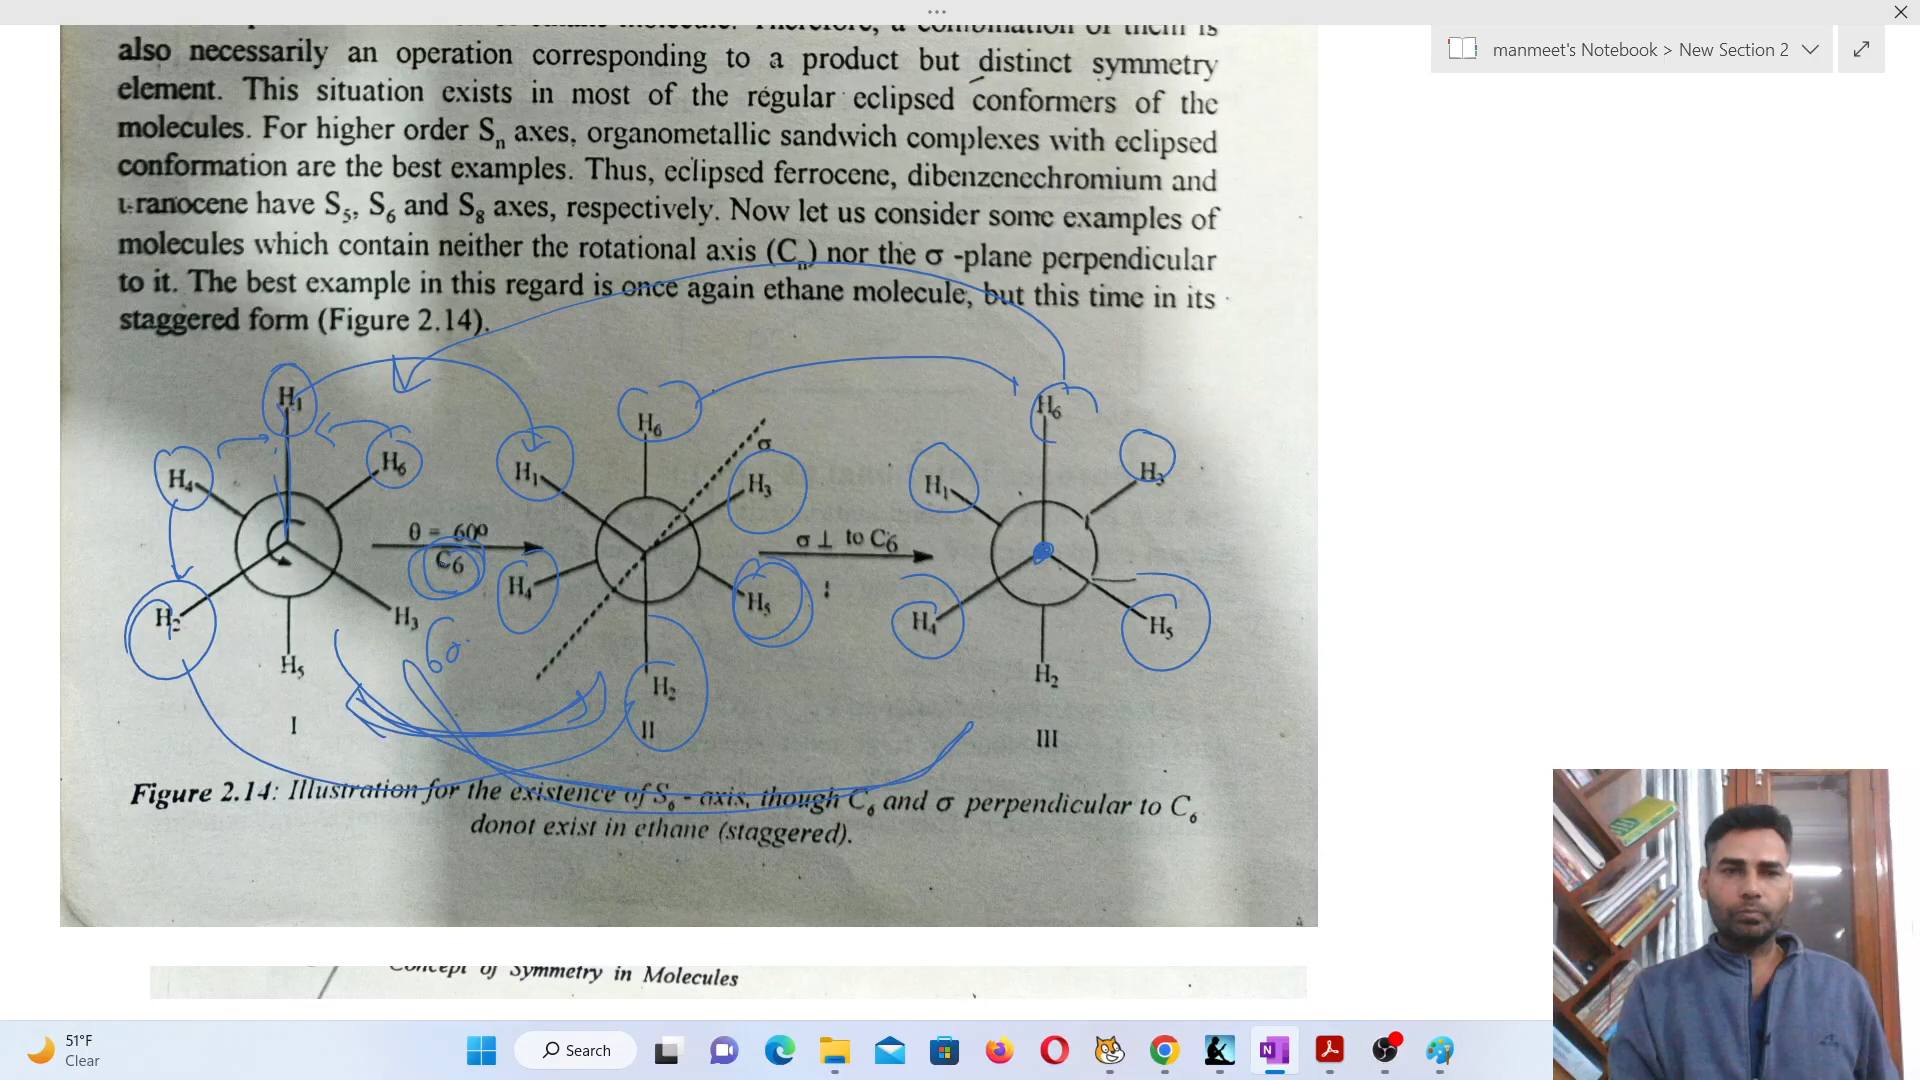 manmeet's Notebook > New Section 2
also necessarily an operation corresponding to a product but distinct symmetry
element. This situation exists in most of the regular eclipsed conformers of the
molecules. For higher order Sn axes, organometallic sandwich complexes with eclipsed
conformation are the best examples. Thus, eclipsed ferrocene, dibenzenechromium and
uranocene have S5, S6 and S8 axes, respectively. Now let us consider some examples of
molecules which contain neither the rotational axis (Cn) nor the σ -plane perpendicular
to it. The best example in this regard is once again ethane molecule, but this time in its
staggered form (Figure 2.14).
H1
H4
H6
H2
H3
H5
I
θ = 60º
C6
60
H6
σ
H1
H3
H4
H5
H2
II
σ ⊥ to C6
H6
H1
H3
H4
H5
H2
III
Figure 2.14: Illustration for the existence of S6 - axis, though C6 and σ perpendicular to C6
donot exist in ethane (staggered).
Concept of Symmetry in Molecules
51°F
Clear
Search